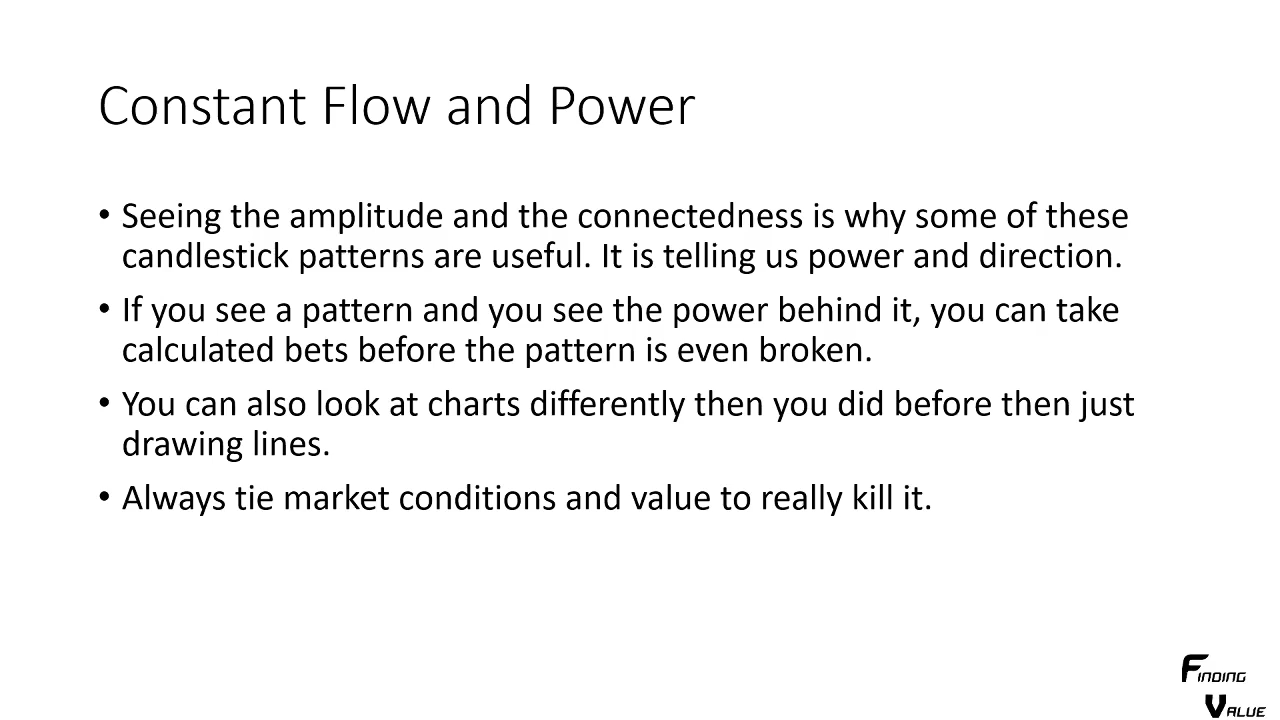 Constant Flow and Power
• Seeing the amplitude and the connectedness is why some of these
candlestick patterns are useful. It is telling us power and direction.
• If you see a pattern and you see the power behind it, you can take
calculated bets before the pattern is even broken.
• You can also look at charts differently then you did before then just
drawing lines.
• Always tie market conditions and value to really kill it.
Finding
Value